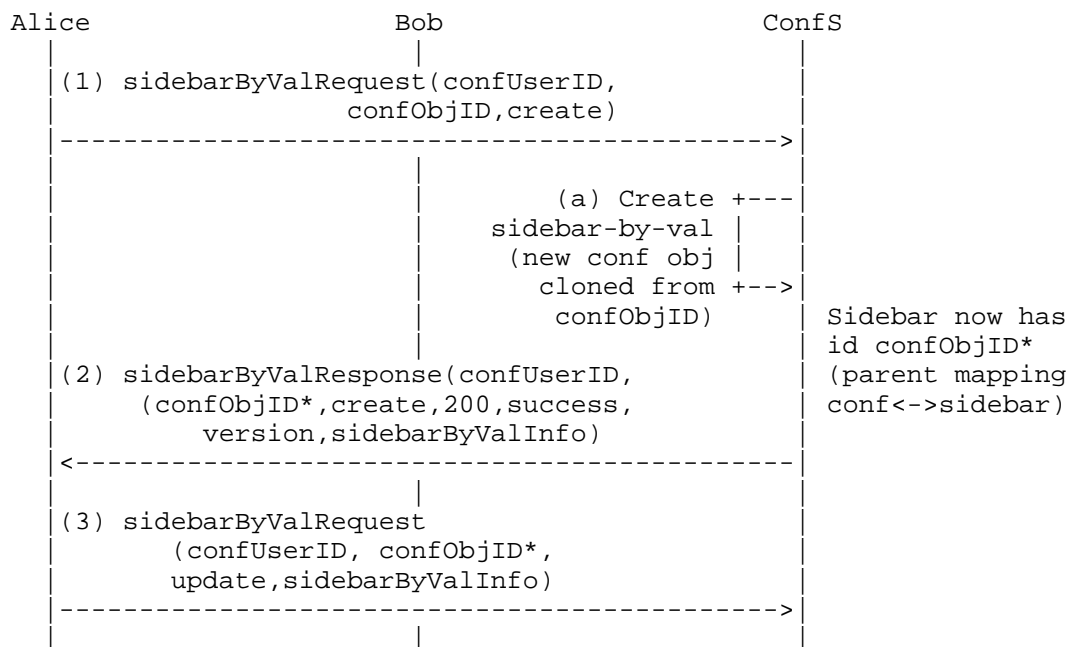 Alice Bob ConfS
(1) sidebarByValRequest(confUserID,
confObjID,create)
(a) Create
sidebar-by-val
(new conf obj
cloned from
confObjID) Sidebar now has
id confObjID*
(2) sidebarByValResponse(confUserID, (parent mapping
(confObjID*,create,200,success, conf<->sidebar)
version,sidebarByValInfo)
(3) sidebarByValRequest
(confUserID, confObjID*,
update,sidebarByValInfo)